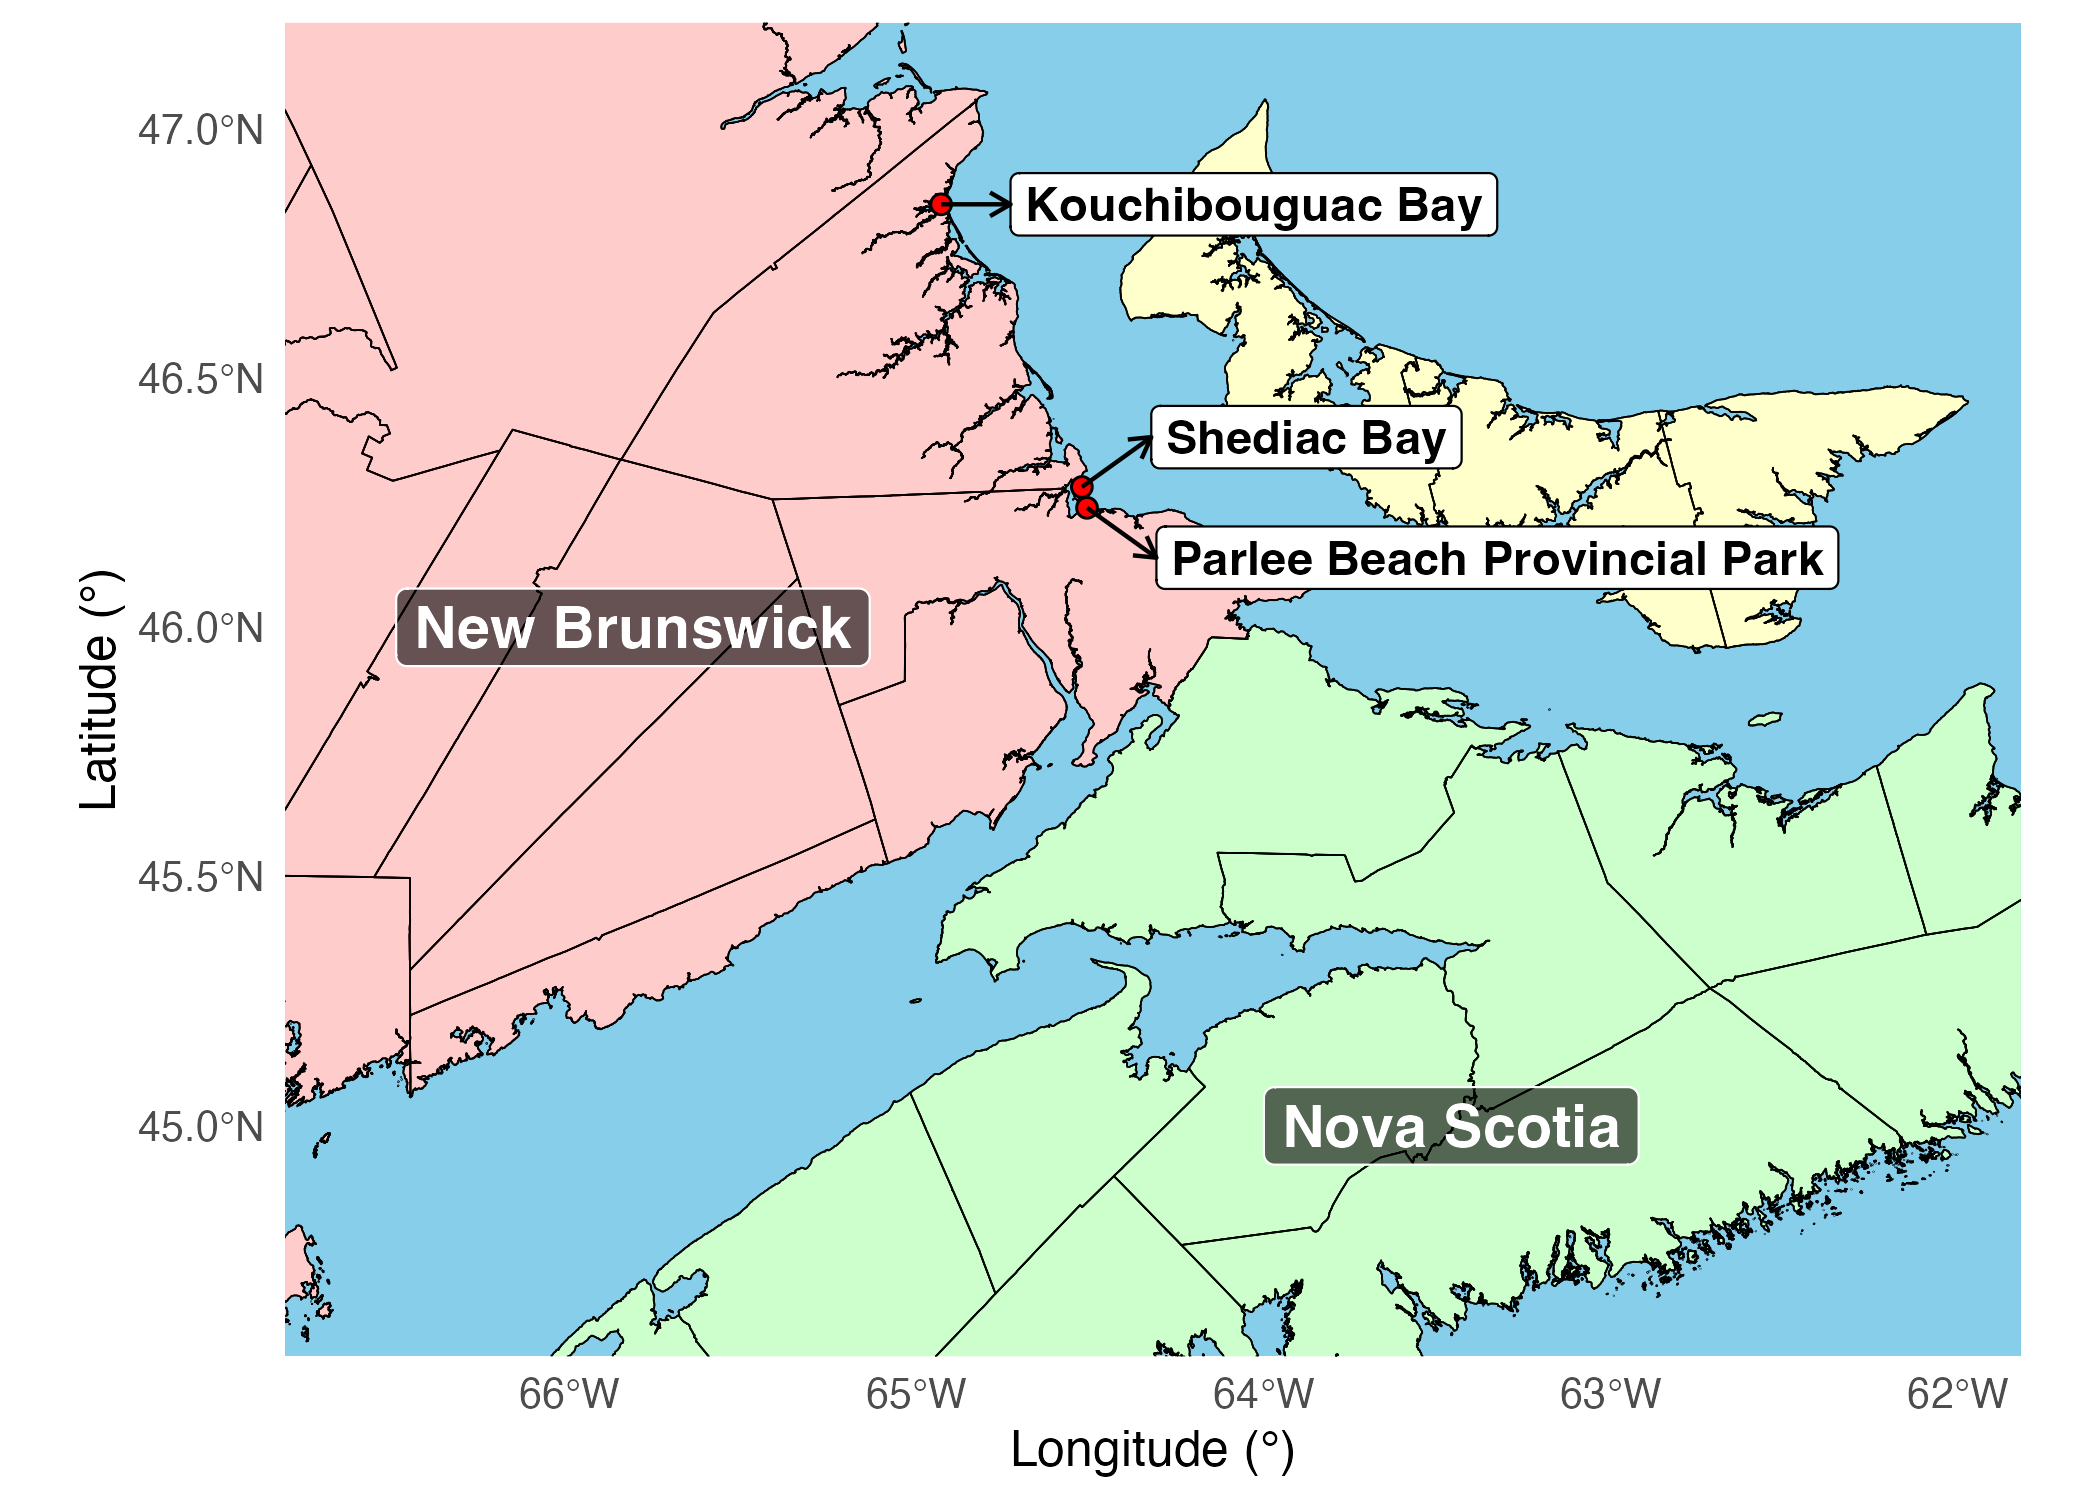 47.0°N
Kouchibouguac Bay
46.5°N
Shediac Bay
Parlee Beach Provincial Park
46.0°N
New Brunswick
Latitude (°)
45.5°N
45.0°N
Nova Scotia
66°W
65°W
64°W
63°W
62°W
Longitude (°)